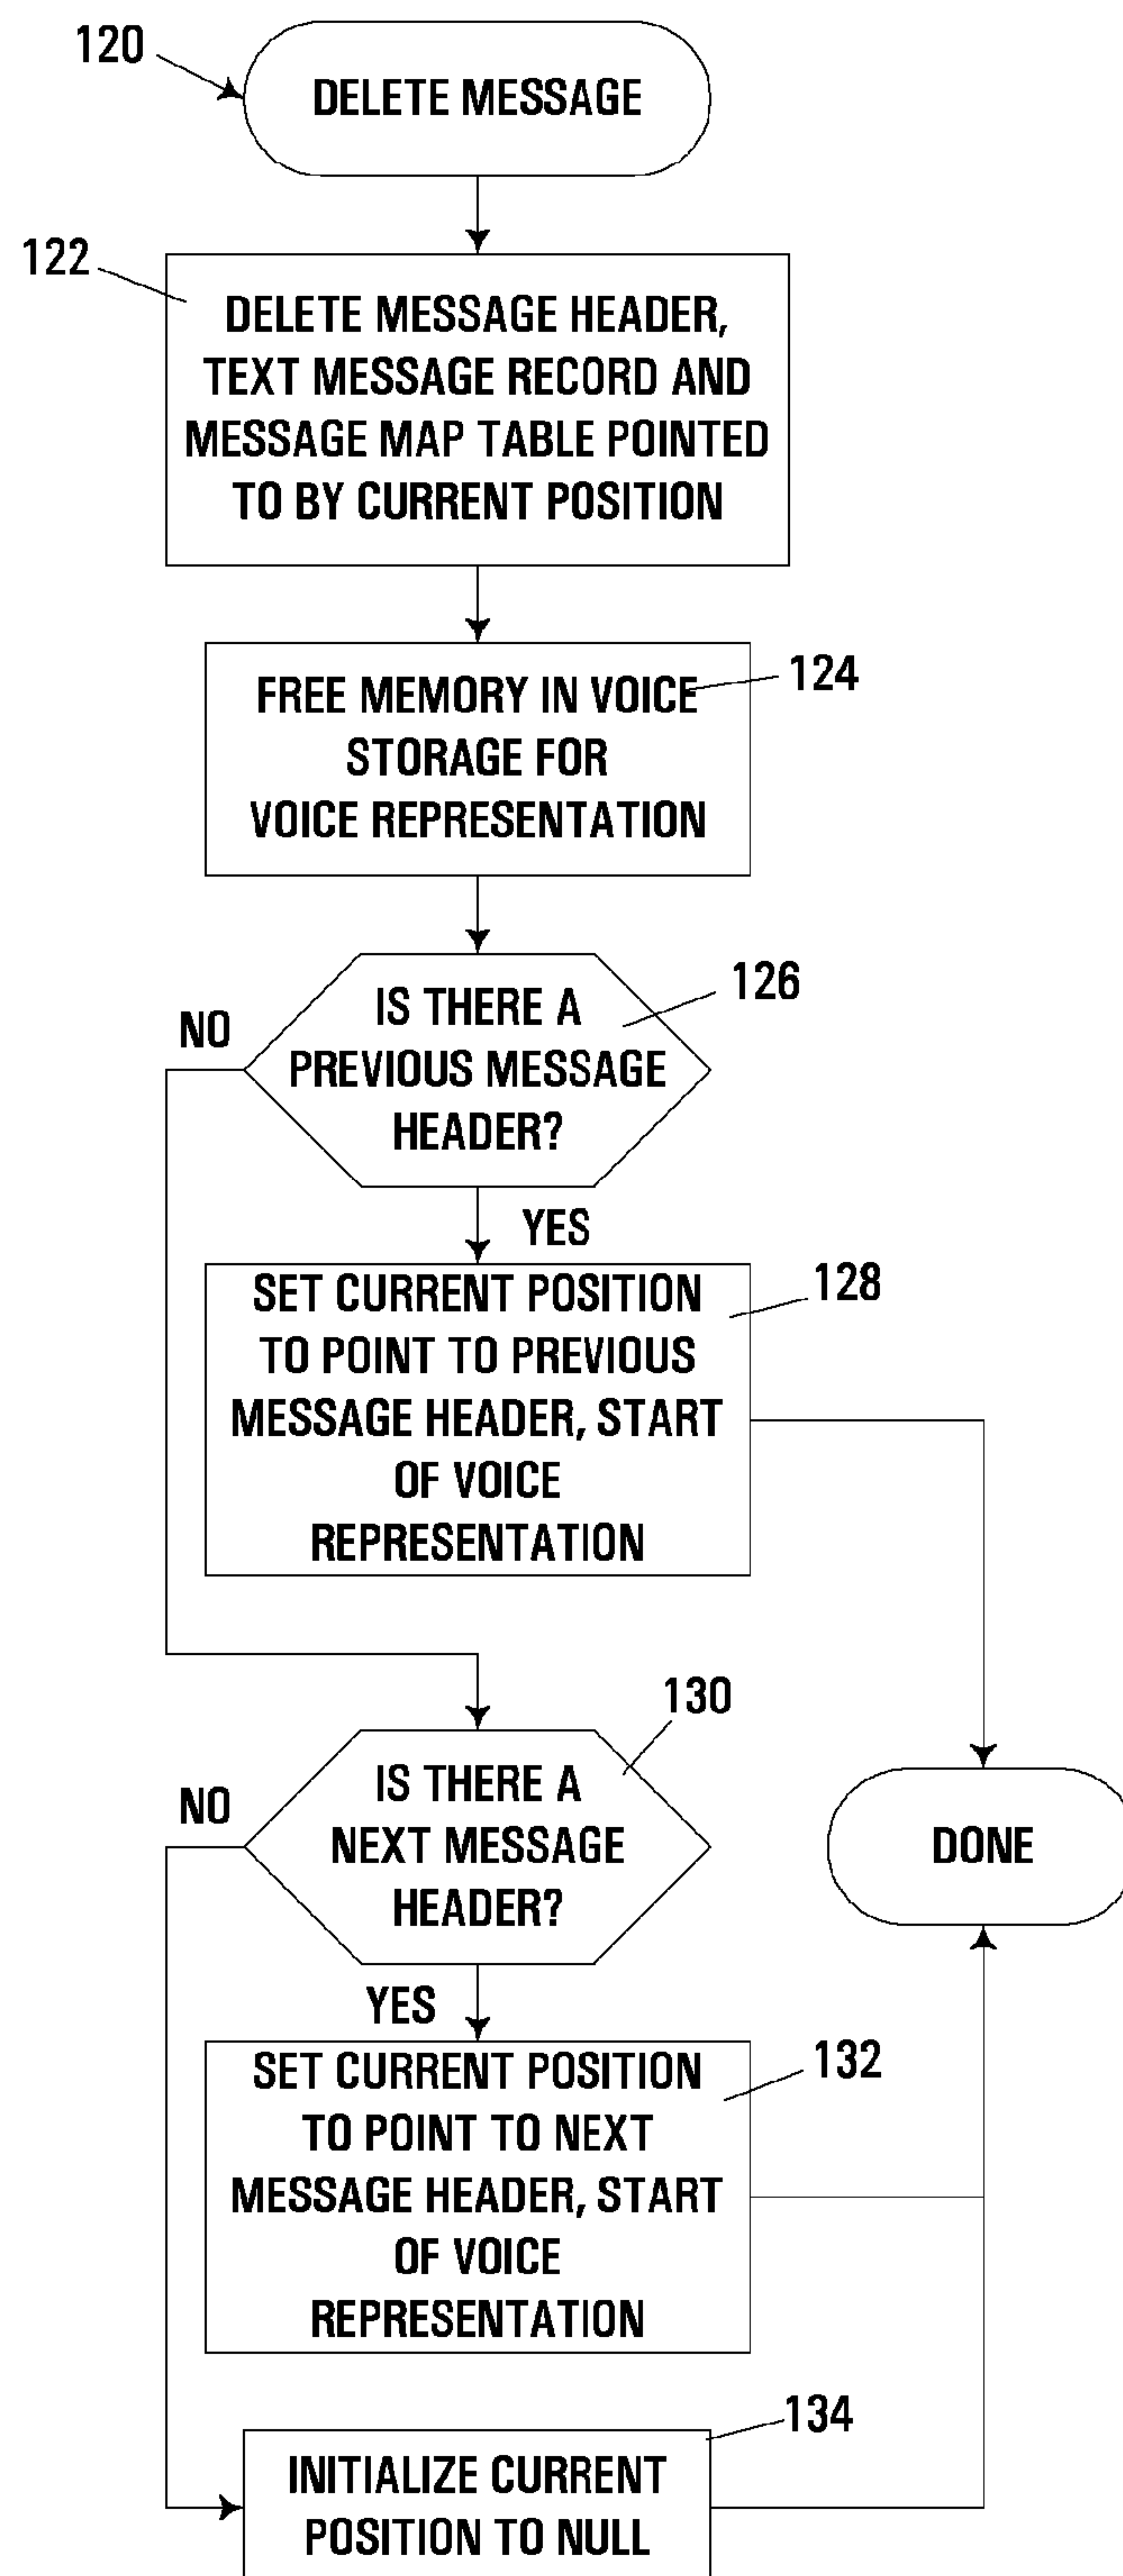 120
DELETE MESSAGE
122
DELETE MESSAGE HEADER,
TEXT MESSAGE RECORD AND
MESSAGE MAP TABLE POINTED
TO BY CURRENT POSITION
124
FREE MEMORY IN VOICE
STORAGE FOR
VOICE REPRESENTATION
126
NO
IS THERE A
PREVIOUS MESSAGE
HEADER?
YES
128
SET CURRENT POSITION
TO POINT TO PREVIOUS
MESSAGE HEADER, START
OF VOICE
REPRESENTATION
130
NO
IS THERE A
NEXT MESSAGE
HEADER?
DONE
YES
132
SET CURRENT POSITION
TO POINT TO NEXT
MESSAGE HEADER, START
OF VOICE
REPRESENTATION
134
INITIALIZE CURRENT
POSITION TO NULL